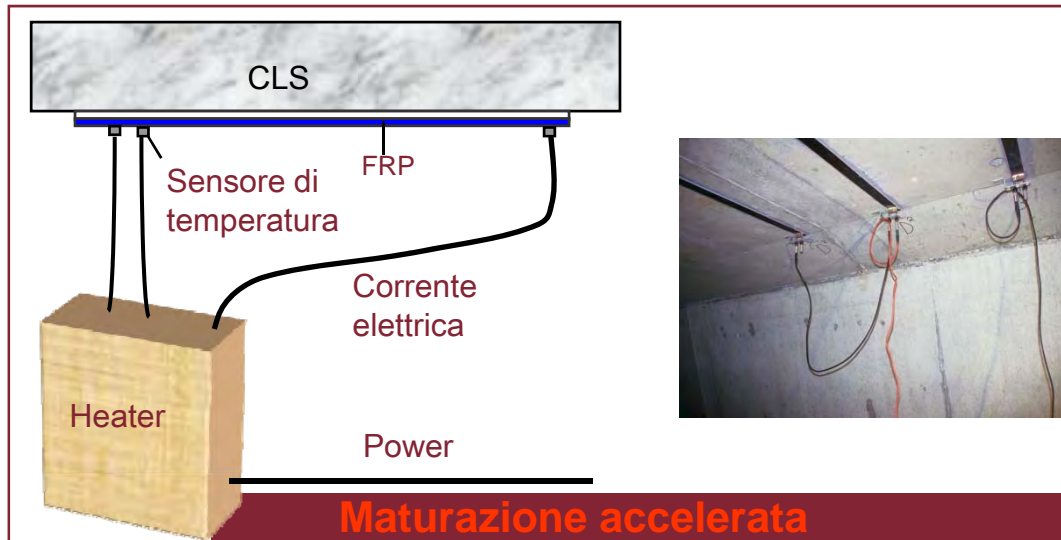 CLS
FRP
Sensore di
temperatura
Corrente
elettrica
Heater
Power
Maturazione accelerata